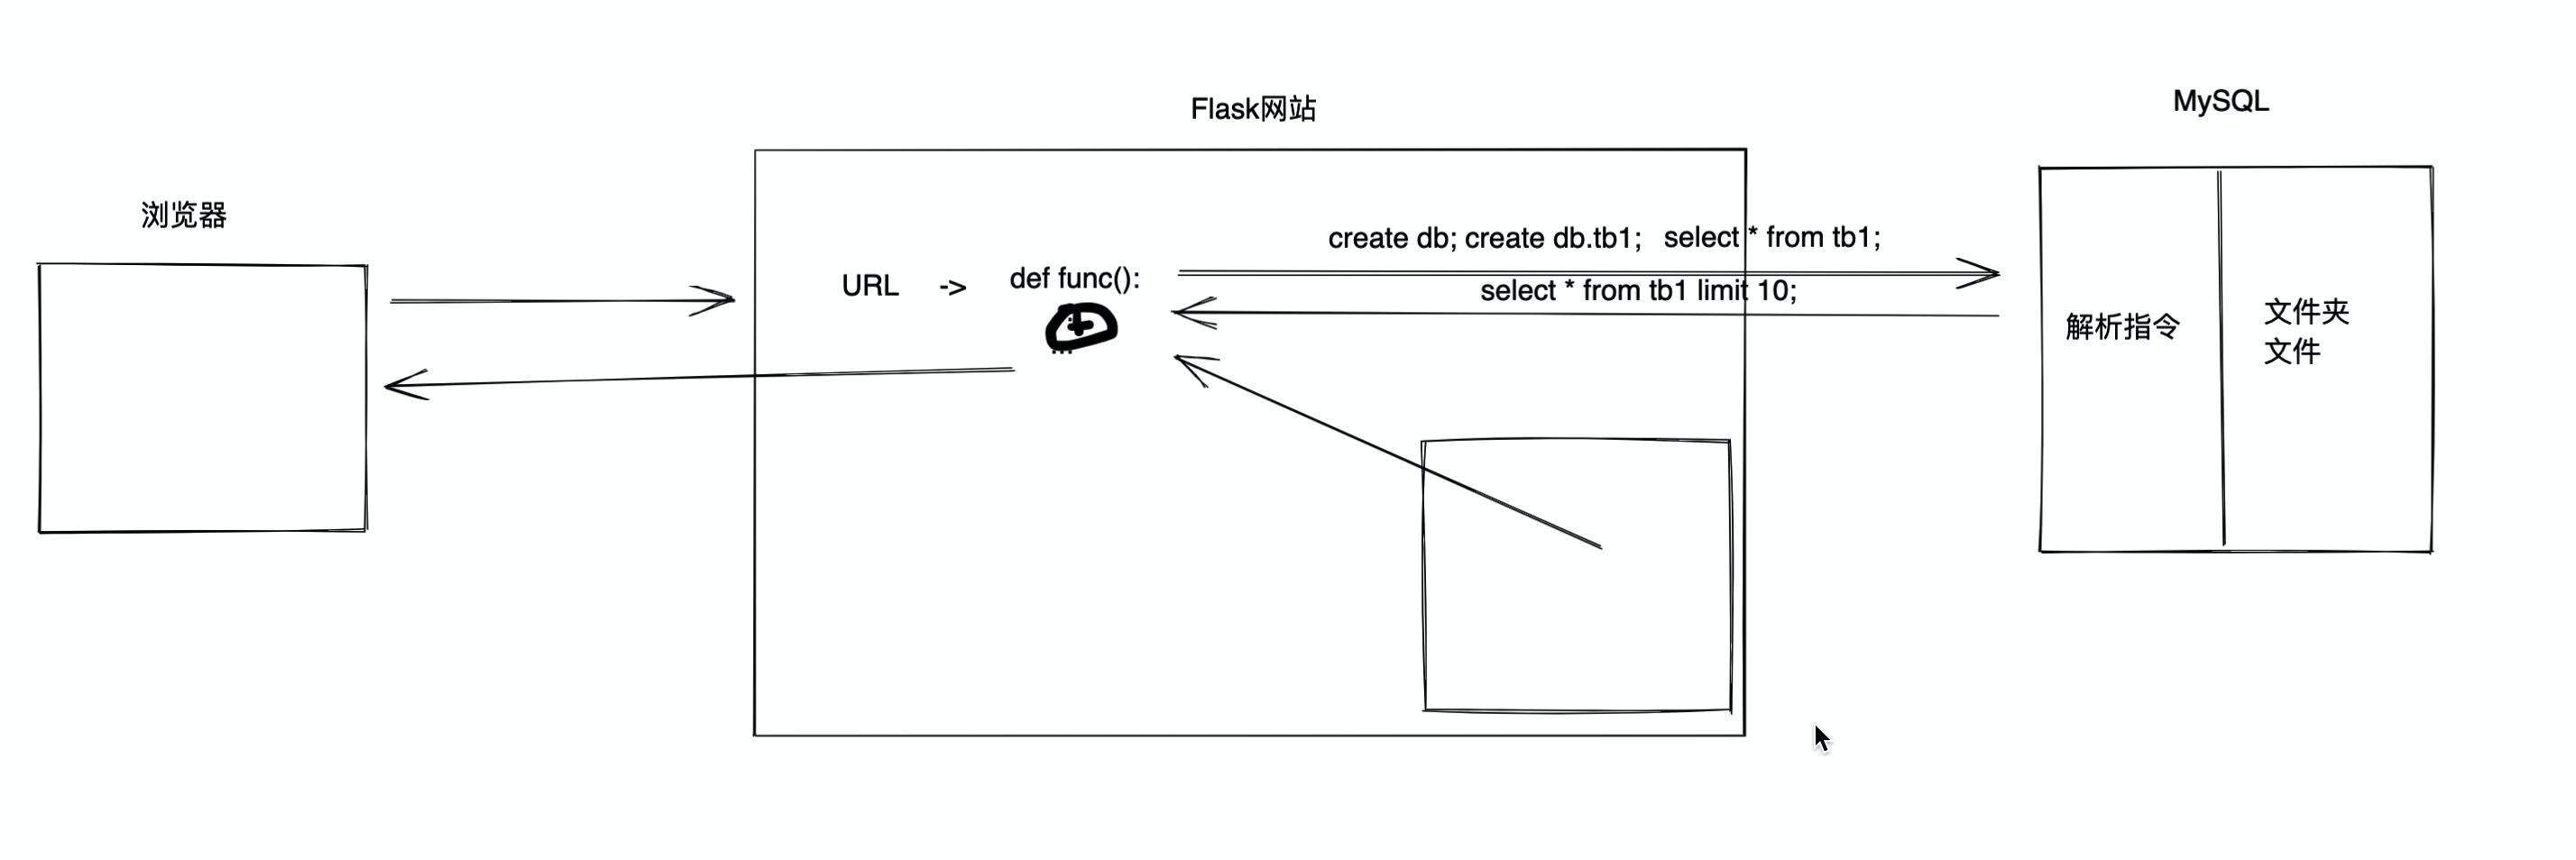 Flask网站
MySQL
浏览器
create db; create db.tb1; select * from tb1;
URL -> def func():
select * from tb1 limit 10;
...
解析指令
文件夹
文件